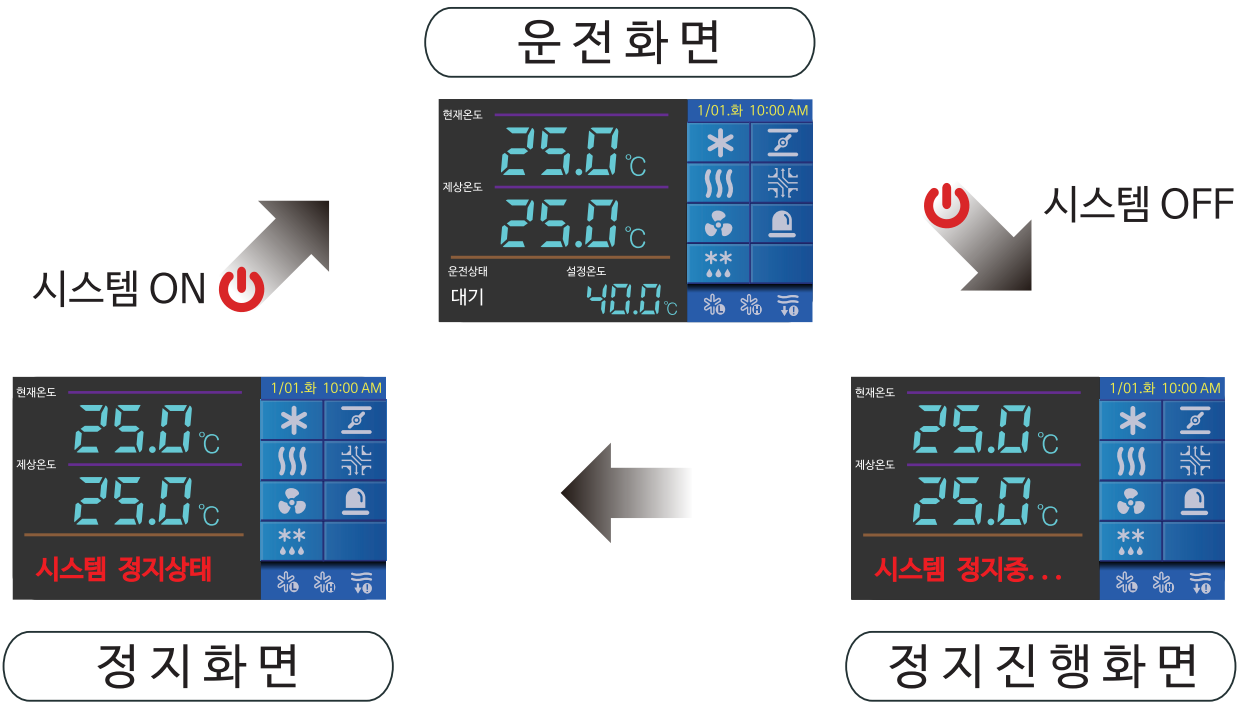 운전화면
현재온도
1/01.화 10:00 AM
25.0℃
제상온도
25.0℃
운전상태
설정온도
대기
40.0℃
L
H
시스템 ON
시스템 OFF
현재온도
1/01.화 10:00 AM
25.0℃
제상온도
25.0℃
시스템 정지상태
L
H
정지화면
현재온도
1/01.화 10:00 AM
25.0℃
제상온도
25.0℃
시스템 정지중...
L
H
정지진행화면